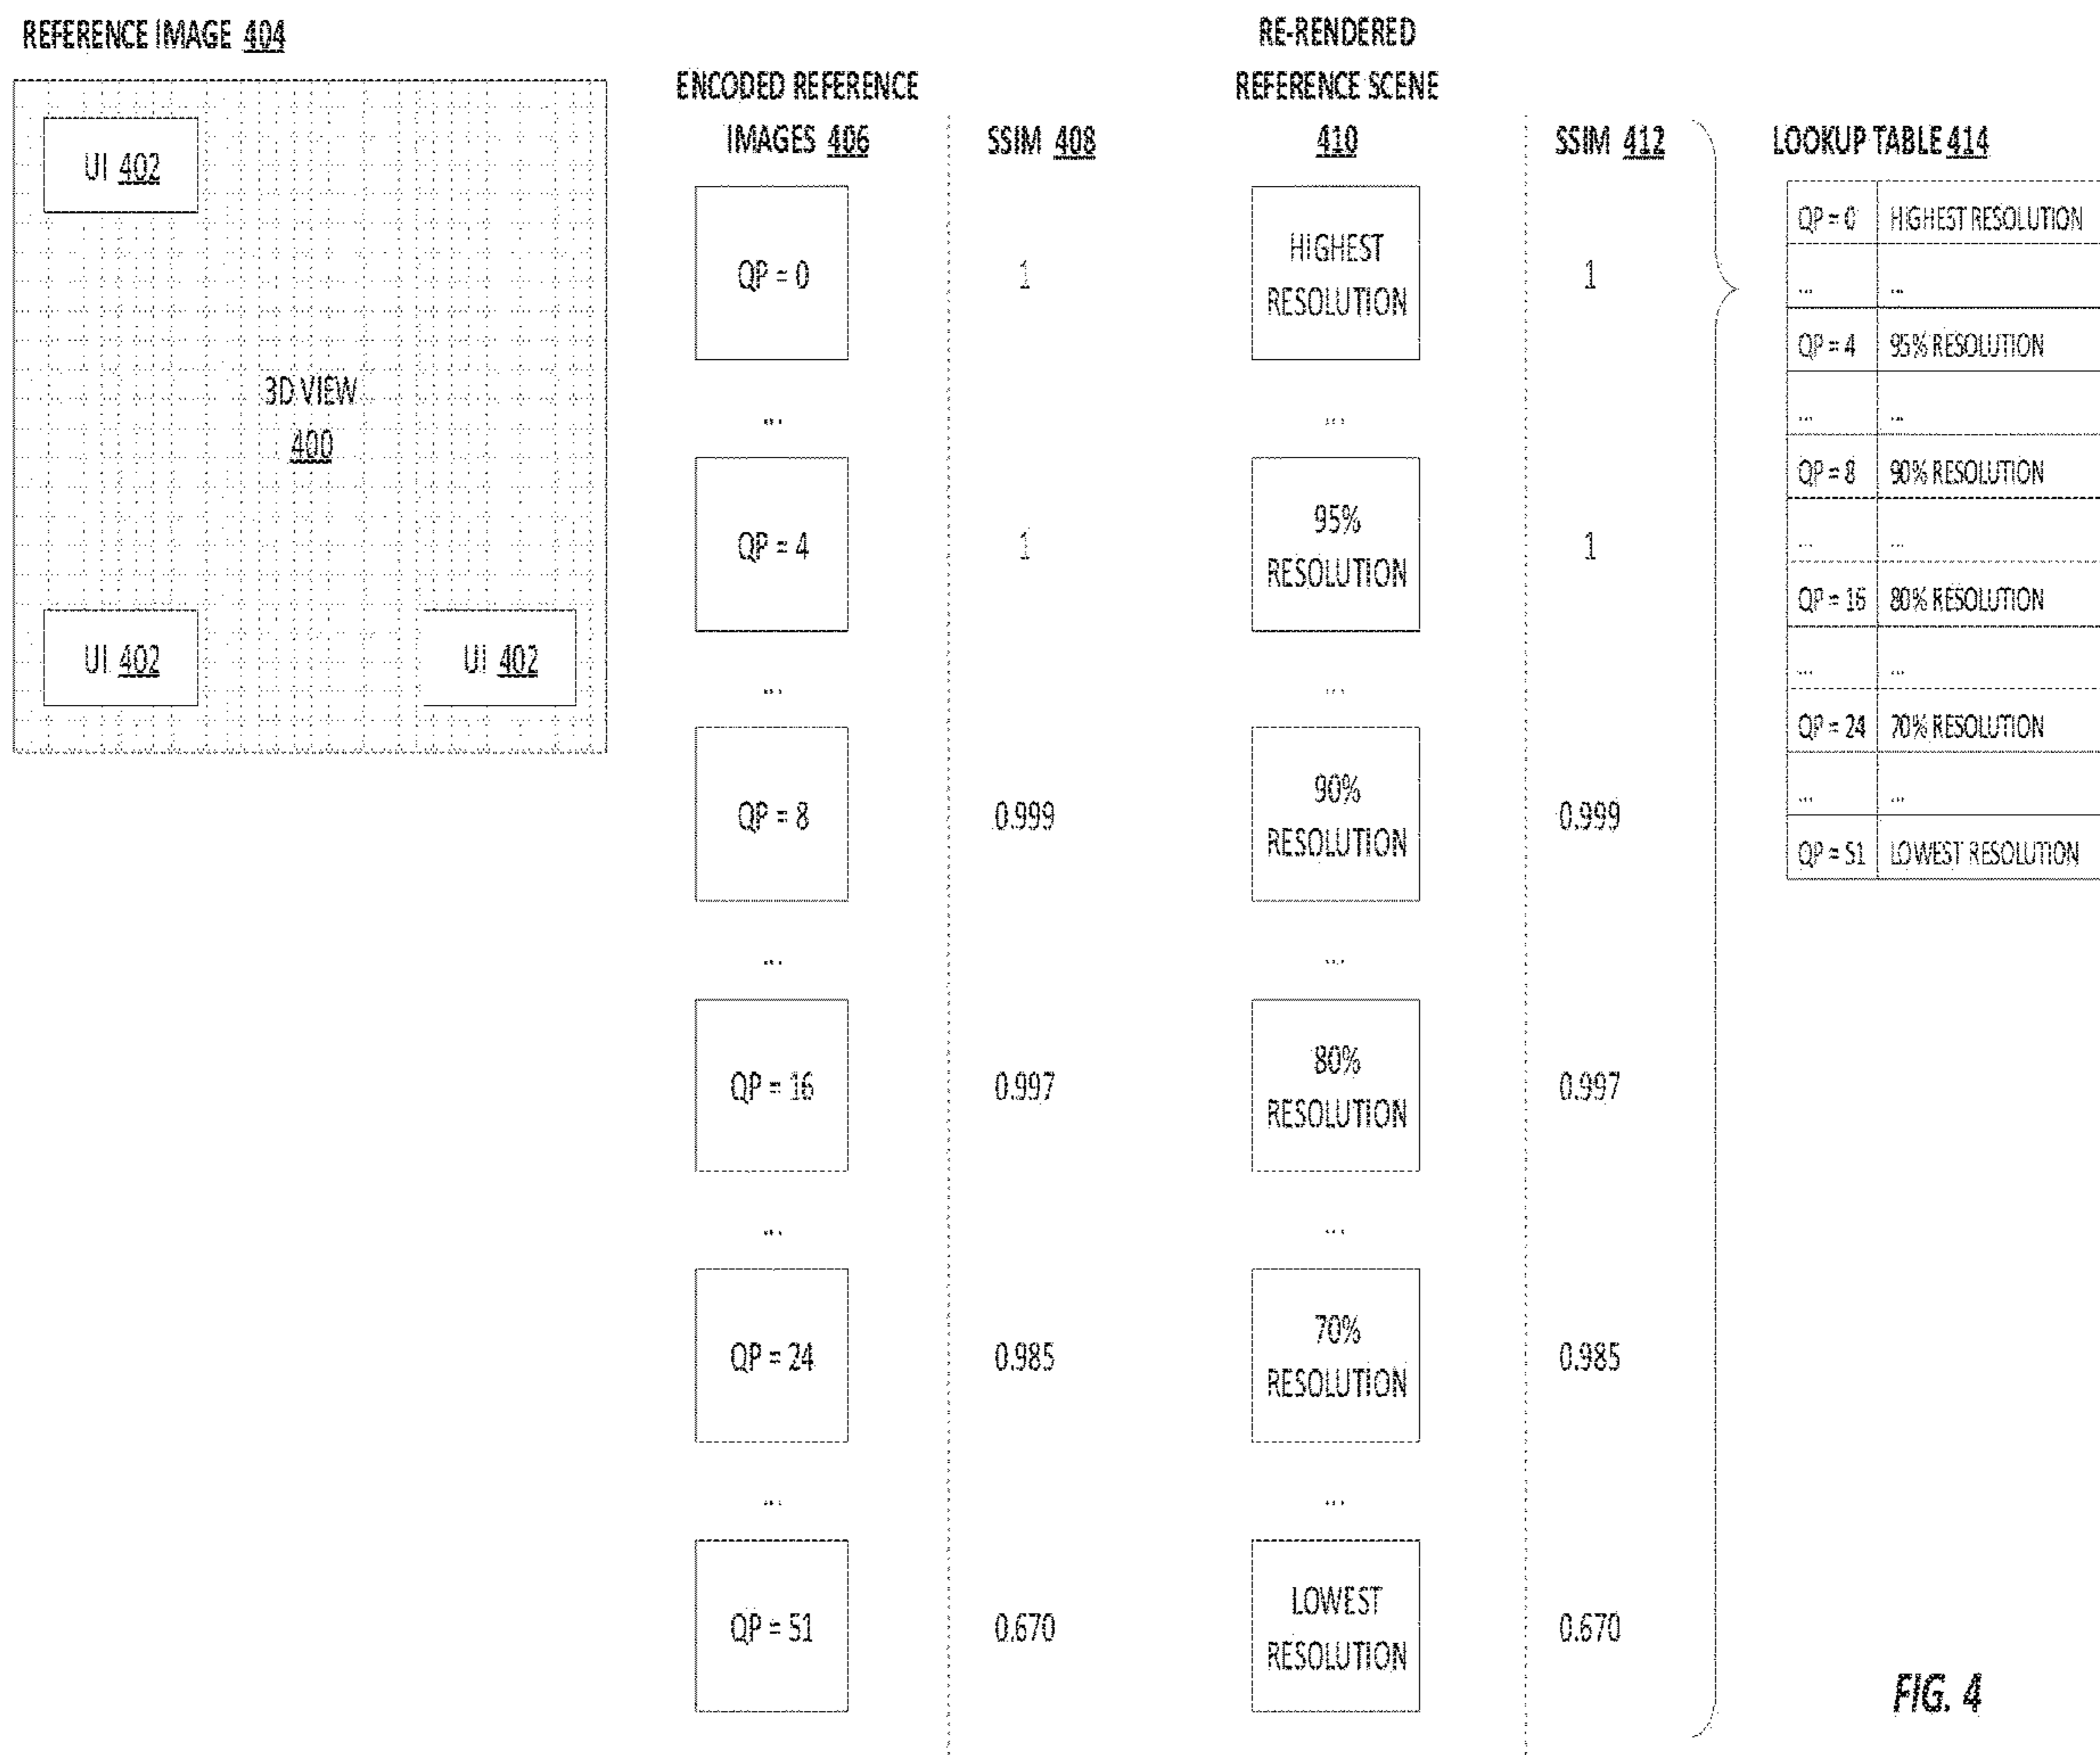 REFERENCE IMAGE 404
UI 402
3D VIEW
400
UI 402
UI 402
ENCODED REFERENCE
IMAGES 406
QP = 0
...
QP = 4
...
QP = 8
...
QP = 16
...
QP = 24
...
QP = 51
SSIM 408
1
1
0.999
0.997
0.985
0.670
RE-RENDERED
REFERENCE SCENE
410
HIGHEST
RESOLUTION
...
95%
RESOLUTION
...
90%
RESOLUTION
...
80%
RESOLUTION
...
70%
RESOLUTION
...
LOWEST
RESOLUTION
SSIM 412
1
1
0.999
0.997
0.985
0.670
LOOKUP TABLE 414
QP = 0 HIGHEST RESOLUTION
... ...
QP = 4 95% RESOLUTION
... ...
QP = 8 90% RESOLUTION
... ...
QP = 16 80% RESOLUTION
... ...
QP = 24 70% RESOLUTION
... ...
QP = 51 LOWEST RESOLUTION
FIG. 4